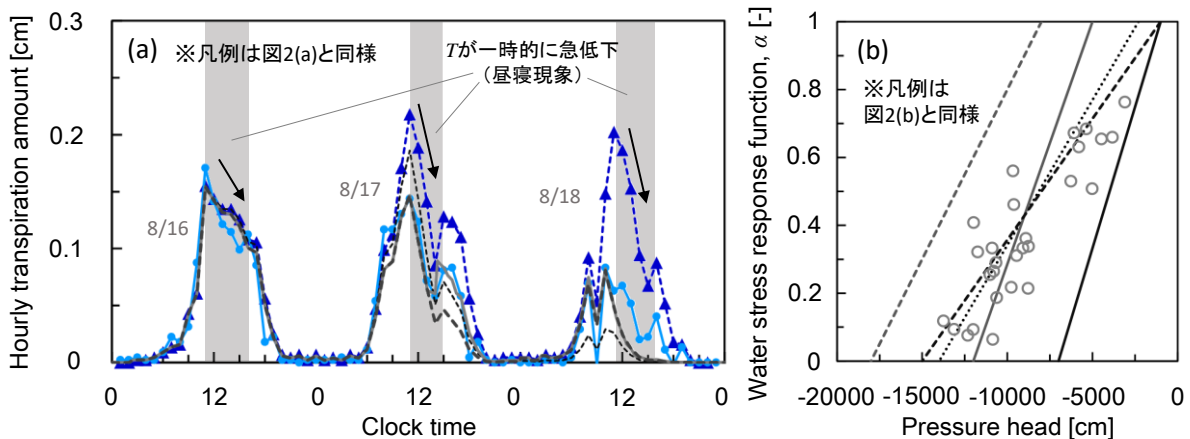 Hourly transpiration amount [cm]
0.3
0.2
0.1
0
(a)
※凡例は図2(a)と同様
Tが一時的に急低下
(昼寝現象)
8/16
8/17
8/18
0 12 0 12 0 12 0
Clock time
Water stress response function, α [-]
1
0.8
0.6
0.4
0.2
0
(b)
※凡例は
図2(b)と同様
-20000 -15000 -10000 -5000 0
Pressure head [cm]